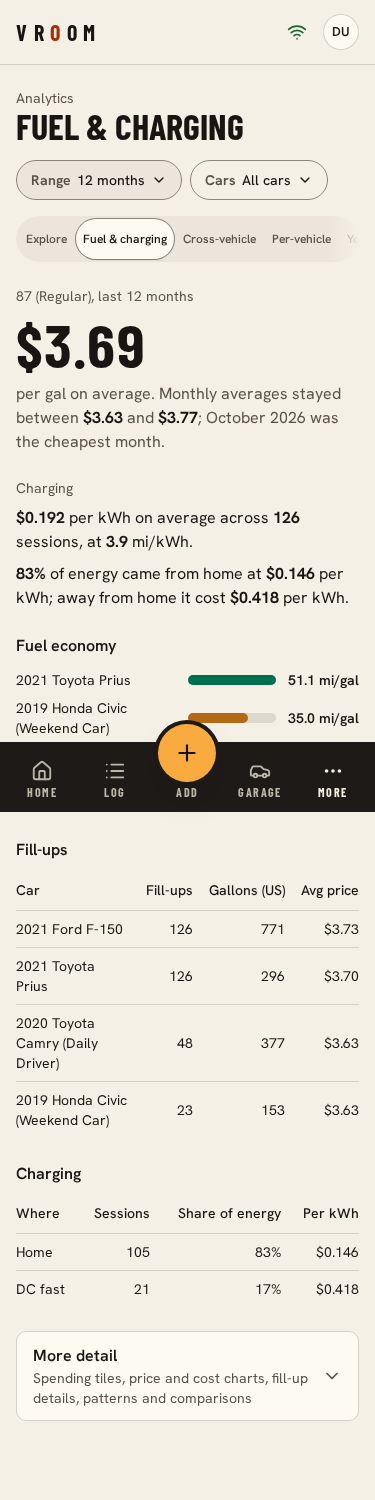 VROOM
DU
Analytics
FUEL & CHARGING
Range 12 months
Cars All cars
Explore Fuel & charging Cross-vehicle Per-vehicle
87 (Regular), last 12 months
$3.69
per gal on average. Monthly averages stayed
between $3.63 and $3.77; October 2026 was
the cheapest month.
Charging
$0.192 per kWh on average across 126
sessions, at 3.9 mi/kWh.
83% of energy came from home at $0.146 per
kWh; away from home it cost $0.418 per kWh.
Fuel economy
2021 Toyota Prius 51.1 mi/gal
2019 Honda Civic
(Weekend Car) 35.0 mi/gal
HOME LOG ADD GARAGE MORE
Fill-ups
Car Fill-ups Gallons (US) Avg price
2021 Ford F-150 126 771 $3.73
2021 Toyota
Prius 126 296 $3.70
2020 Toyota
Camry (Daily
Driver) 48 377 $3.63
2019 Honda Civic
(Weekend Car) 23 153 $3.63
Charging
Where Sessions Share of energy Per kWh
Home 105 83% $0.146
DC fast 21 17% $0.418
More detail
Spending tiles, price and cost charts, fill-up
details, patterns and comparisons